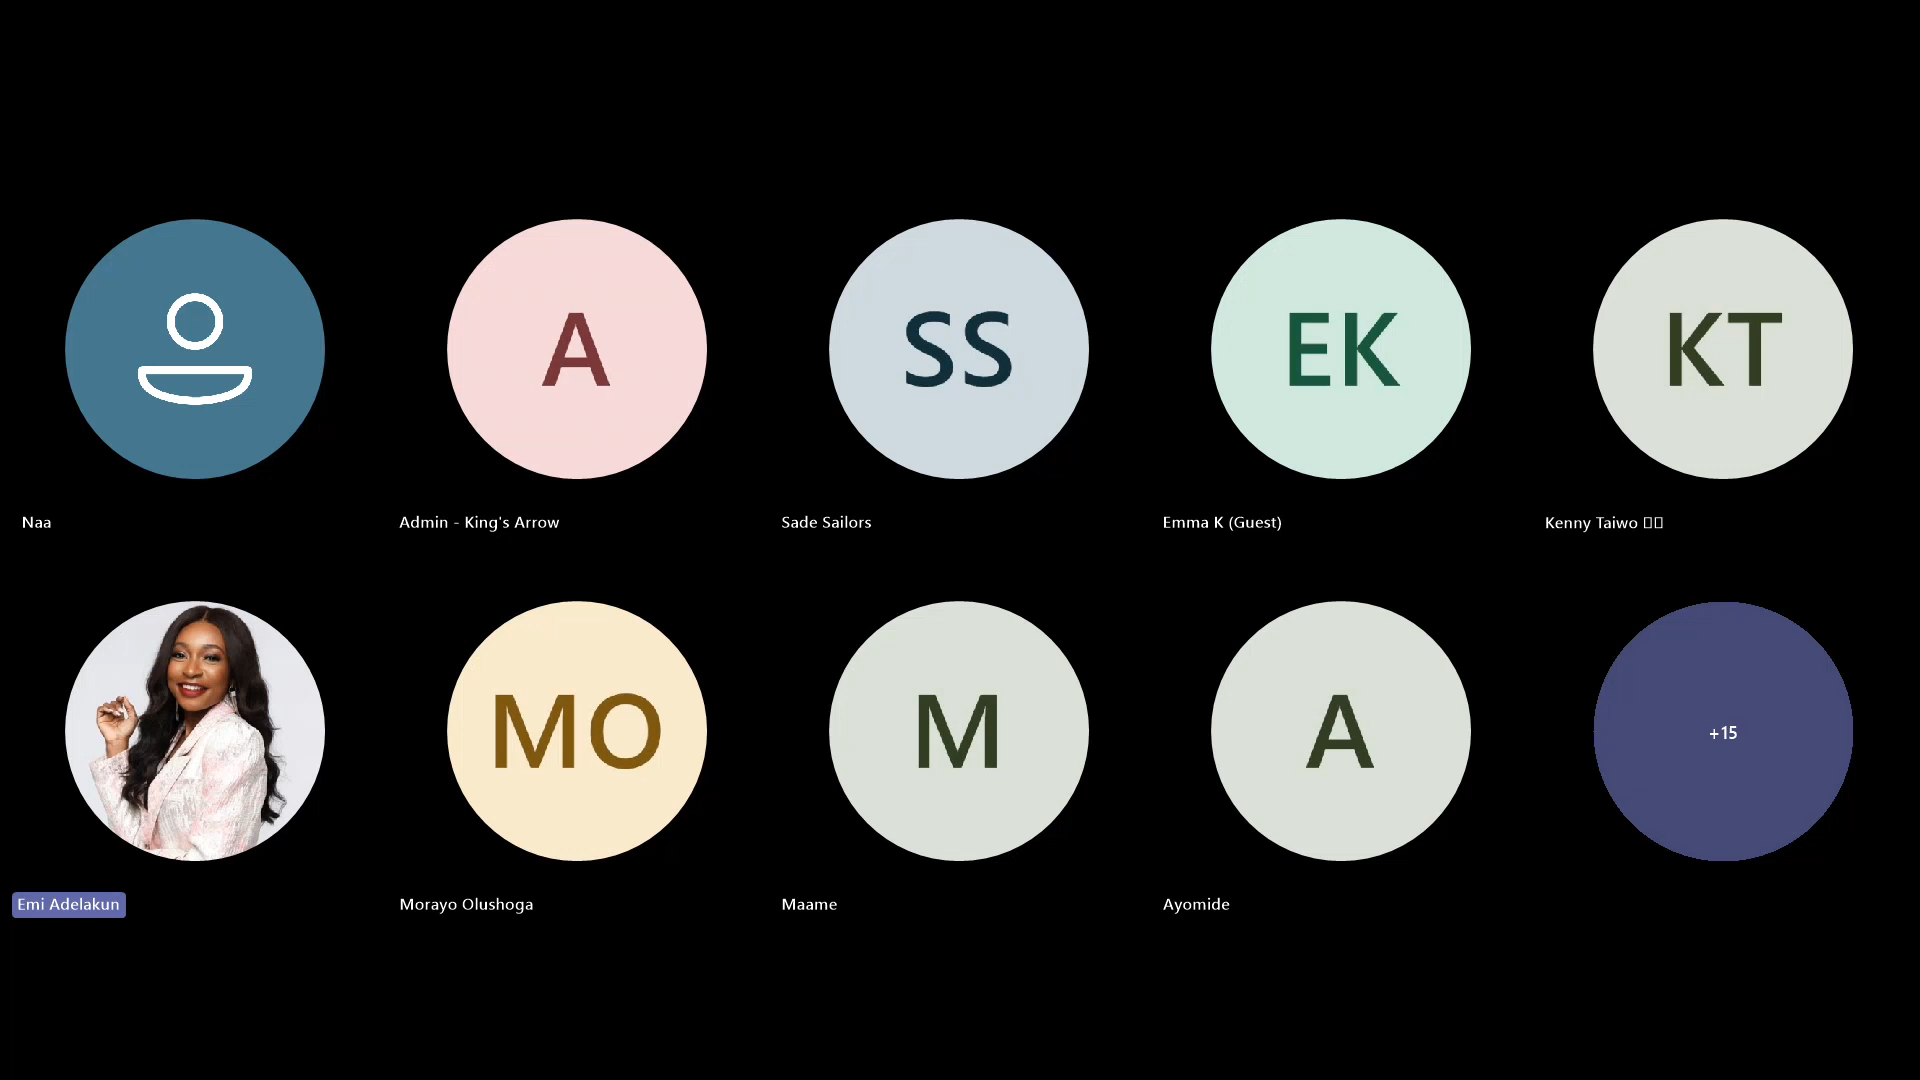 A
SS
EK
KT
Naa
Admin - King's Arrow
Sade Sailors
Emma K (Guest)
Kenny Taiwo
MO
M
A
+15
Emi Adelakun
Morayo Olushoga
Maame
Ayomide